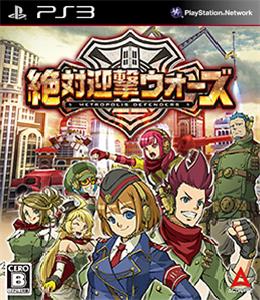 PS3
PlayStation Network
絶対迎撃ウォーズ
METROPOLIS DEFENDERS
CERO
B
A